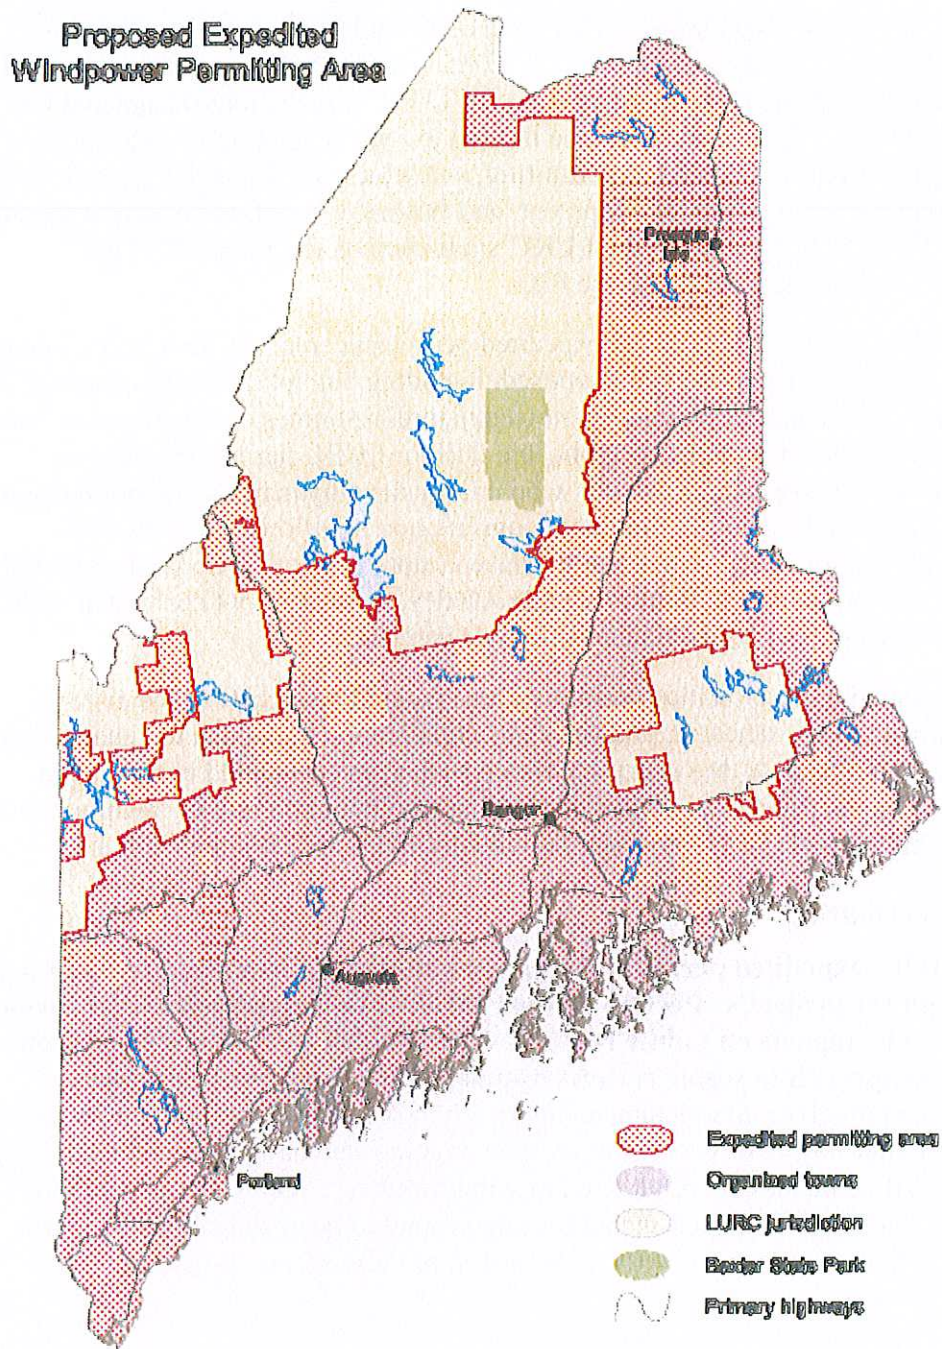 Proposed Expedited
Windpower Permitting Area
Presque
Isle
Bangor
Augusta
Portland
Expedited permitting area
Organized towns
LURC jurisdiction
Baxter State Park
Primary highways